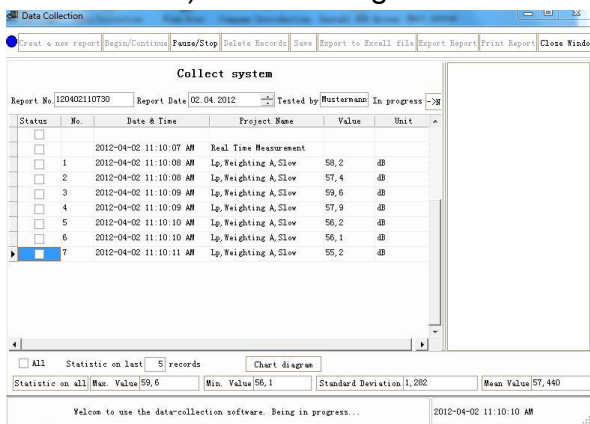 Data Collection
Creat a new report Begin/Continue Pause/Stop Delete Records Save Export to Excell file Export Report Print Report Close Windo
Collect system
Report No. 120402110730 Report Date 02.04.2012 Tested by Mustermann In progress ->N
Status No. Date & Time Project Name Value Unit
2012-04-02 11:10:07 AM Real Time Measurement
1 2012-04-02 11:10:08 AM Lp,Weighting A,Slow 58,2 dB
2 2012-04-02 11:10:08 AM Lp,Weighting A,Slow 57,4 dB
3 2012-04-02 11:10:09 AM Lp,Weighting A,Slow 59,6 dB
4 2012-04-02 11:10:09 AM Lp,Weighting A,Slow 57,9 dB
5 2012-04-02 11:10:10 AM Lp,Weighting A,Slow 56,2 dB
6 2012-04-02 11:10:10 AM Lp,Weighting A,Slow 56,1 dB
7 2012-04-02 11:10:11 AM Lp,Weighting A,Slow 55,2 dB
All Statistic on last 5 records Chart diagram
Statistic on all Max. Value 59,6 Min. Value 56,1 Standard Deviation 1,282 Mean Value 57,440
Welcom to use the data-collection software. Being in progress... 2012-04-02 11:10:10 AM